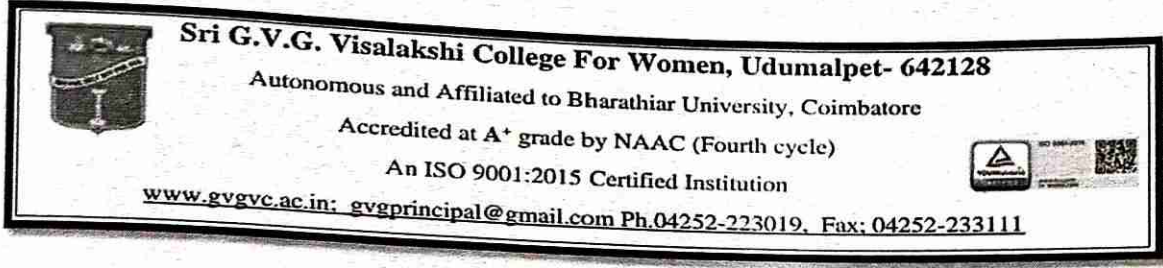 Sri G.V.G. Visalakshi College For Women, Udumalpet- 642128
Autonomous and Affiliated to Bharathiar University, Coimbatore
Accredited at A⁺ grade by NAAC (Fourth cycle)
An ISO 9001:2015 Certified Institution
www.gvgvc.ac.in; gvgprincipal@gmail.com Ph.04252-223019, Fax: 04252-233111